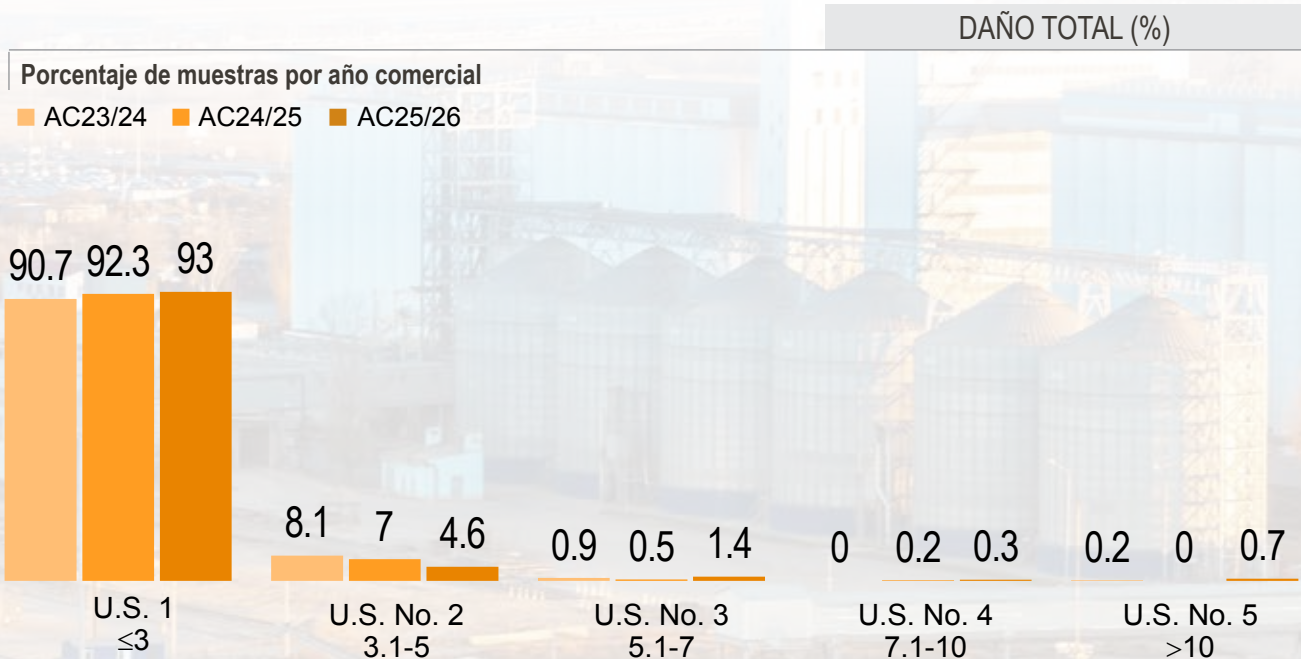 DAÑO TOTAL (%)
Porcentaje de muestras por año comercial
AC23/24 AC24/25 AC25/26
90.7 92.3 93
8.1 7 4.6
0.9 0.5 1.4
0 0.2 0.3
0.2 0 0.7
U.S. 1
≤3
U.S. No. 2
3.1-5
U.S. No. 3
5.1-7
U.S. No. 4
7.1-10
U.S. No. 5
>10